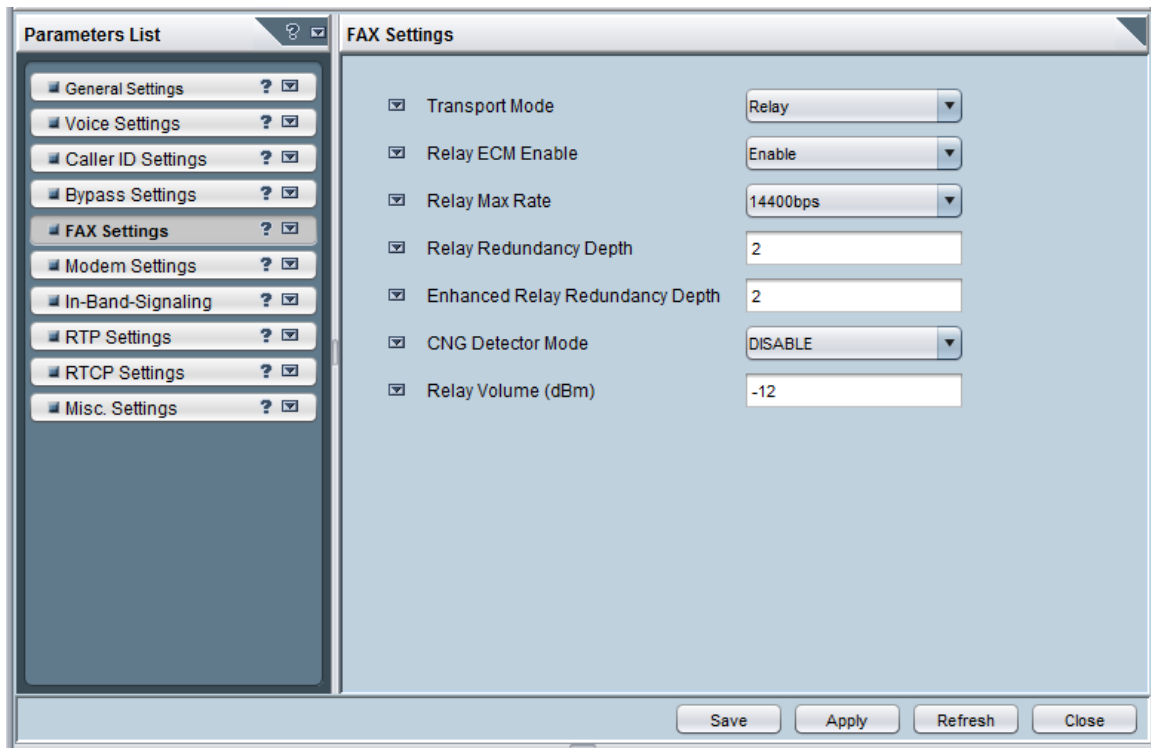 Parameters List ?
General Settings ?
Voice Settings ?
Caller ID Settings ?
Bypass Settings ?
FAX Settings ?
Modem Settings ?
In-Band-Signaling ?
RTP Settings ?
RTCP Settings ?
Misc. Settings ?
FAX Settings
Transport Mode Relay
Relay ECM Enable Enable
Relay Max Rate 14400bps
Relay Redundancy Depth 2
Enhanced Relay Redundancy Depth 2
CNG Detector Mode DISABLE
Relay Volume (dBm) -12
Save Apply Refresh Close